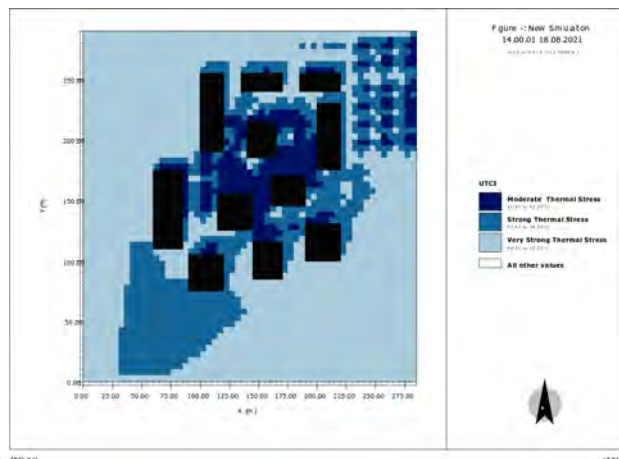 Figure -: New Simulation
14.00.01 18.08.2021
UTCI
Moderate Thermal Stress
Strong Thermal Stress
Very Strong Thermal Stress
All other values
250.00
200.00
150.00
100.00
50.00
0.00
Y (m)
0.00 25.00 50.00 75.00 100.00 125.00 150.00 175.00 200.00 225.00 250.00 275.00
X (m)